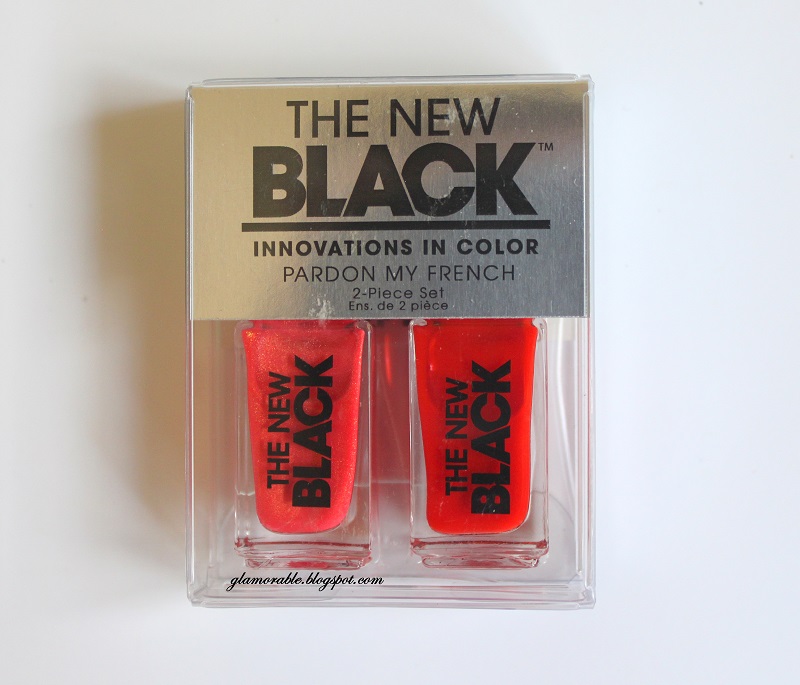 THE NEW
BLACK™
INNOVATIONS IN COLOR
PARDON MY FRENCH
2-Piece Set
Ens. de 2 pièce
THE NEW
BLACK
THE NEW
BLACK
glamorable.blogspot.com